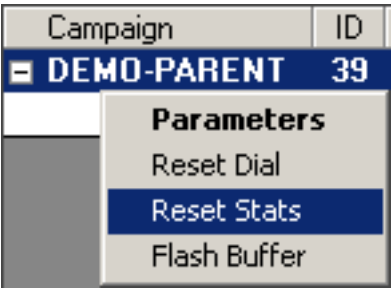 Campaign ID
DEMO-PARENT 39
Parameters
Reset Dial
Reset Stats
Flash Buffer